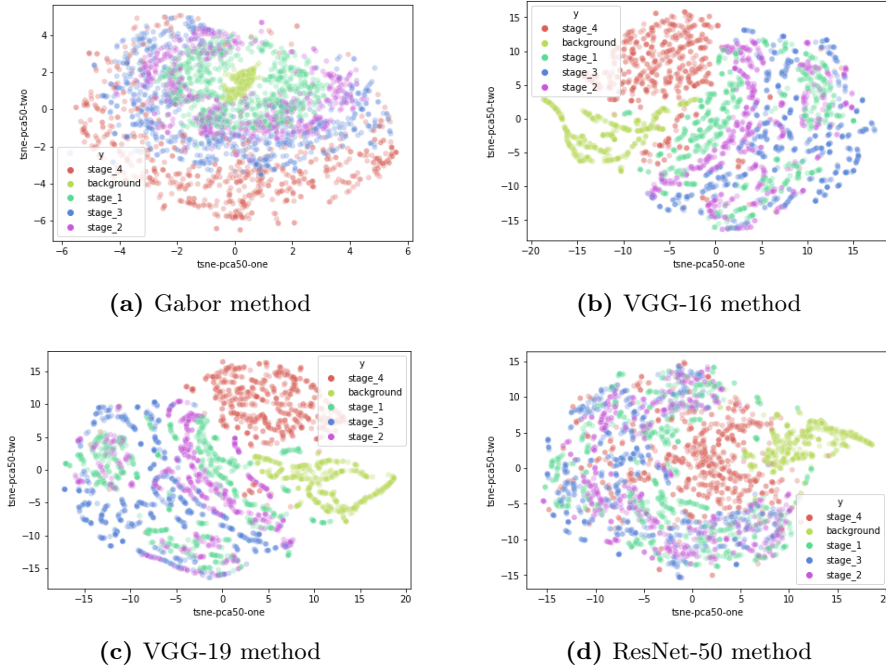 4
2
0
−2
−4
−6
tsne-pca50-two
y
stage_4
background
stage_1
stage_3
stage_2
−6 −4 −2 0 2 4 6
tsne-pca50-one
(a) Gabor method
15
10
5
0
−5
−10
−15
tsne-pca50-two
y
stage_4
background
stage_1
stage_3
stage_2
−20 −15 −10 −5 0 5 10 15
tsne-pca50-one
(b) VGG-16 method
15
10
5
0
−5
−10
−15
tsne-pca50-two
y
stage_4
background
stage_1
stage_3
stage_2
−15 −10 −5 0 5 10 15 20
tsne-pca50-one
(c) VGG-19 method
15
10
5
0
−5
−10
−15
tsne-pca50-two
y
stage_4
background
stage_1
stage_3
stage_2
−15 −10 −5 0 5 10 15
tsne-pca50-one
(d) ResNet-50 method